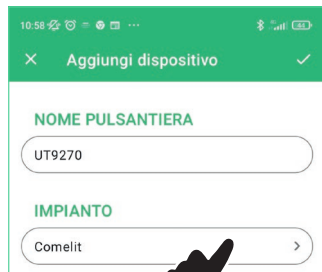 10:58 ...
× Aggiungi dispositivo
NOME PULSANTIERA
UT9270
IMPIANTO
Comelit >